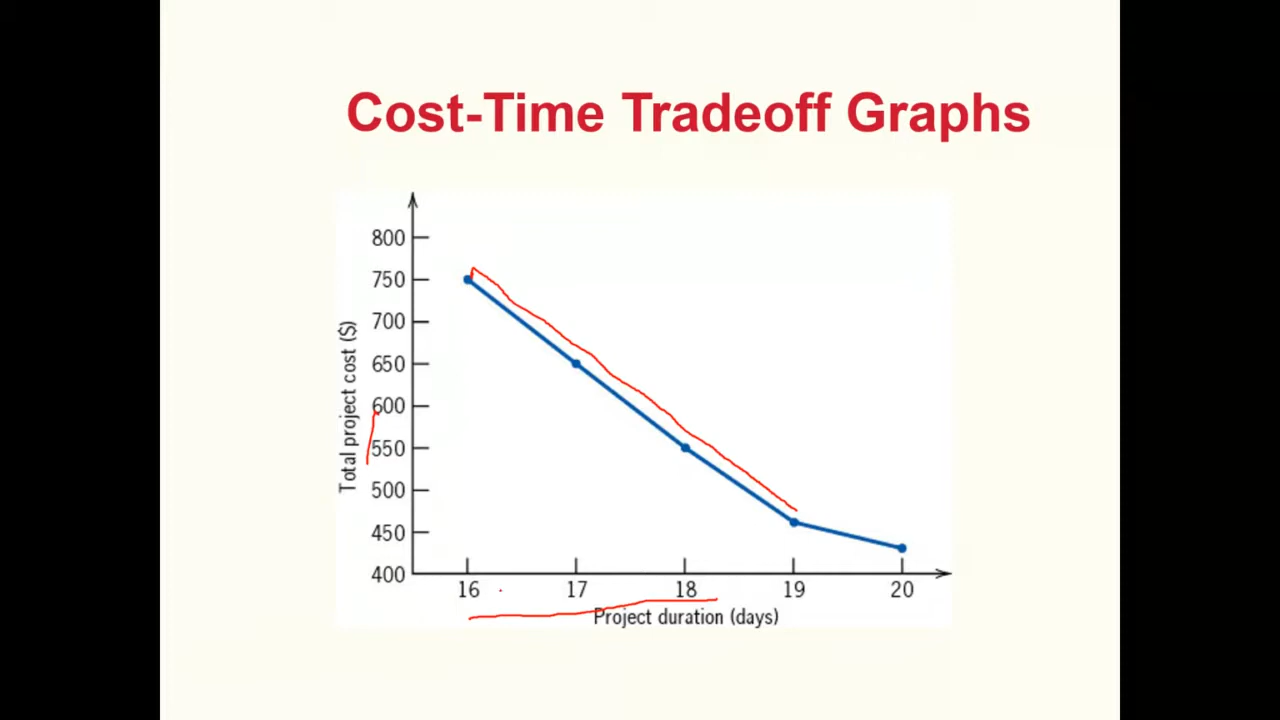 Cost-Time Tradeoff Graphs
Total project cost ($)
800
750
700
650
600
550
500
450
400
16 17 18 19 20
Project duration (days)